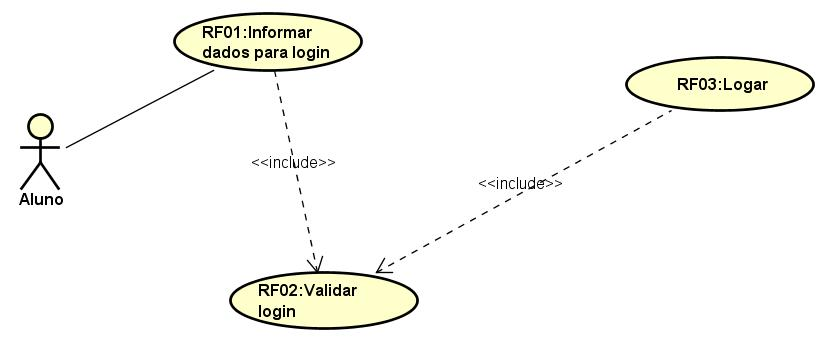 RF01:Informar
dados para login
RF03:Logar
<<include>>
<<include>>
Aluno
RF02:Validar
login